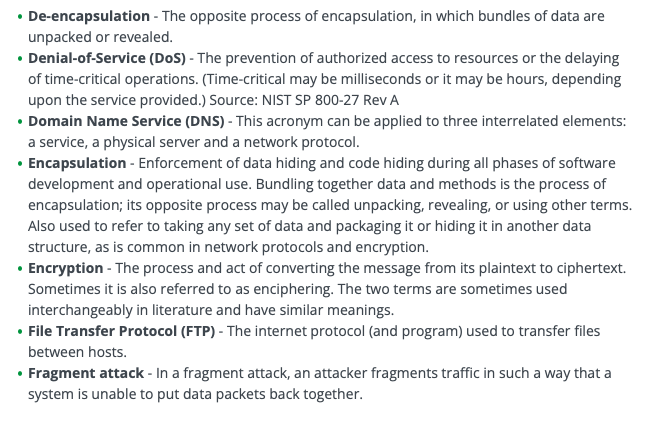 • De-encapsulation - The opposite process of encapsulation, in which bundles of data are
unpacked or revealed.
• Denial-of-Service (DoS) - The prevention of authorized access to resources or the delaying
of time-critical operations. (Time-critical may be milliseconds or it may be hours, depending
upon the service provided.) Source: NIST SP 800-27 Rev A
• Domain Name Service (DNS) - This acronym can be applied to three interrelated elements:
a service, a physical server and a network protocol.
• Encapsulation - Enforcement of data hiding and code hiding during all phases of software
development and operational use. Bundling together data and methods is the process of
encapsulation; its opposite process may be called unpacking, revealing, or using other terms.
Also used to refer to taking any set of data and packaging it or hiding it in another data
structure, as is common in network protocols and encryption.
• Encryption - The process and act of converting the message from its plaintext to ciphertext.
Sometimes it is also referred to as enciphering. The two terms are sometimes used
interchangeably in literature and have similar meanings.
• File Transfer Protocol (FTP) - The internet protocol (and program) used to transfer files
between hosts.
• Fragment attack - In a fragment attack, an attacker fragments traffic in such a way that a
system is unable to put data packets back together.